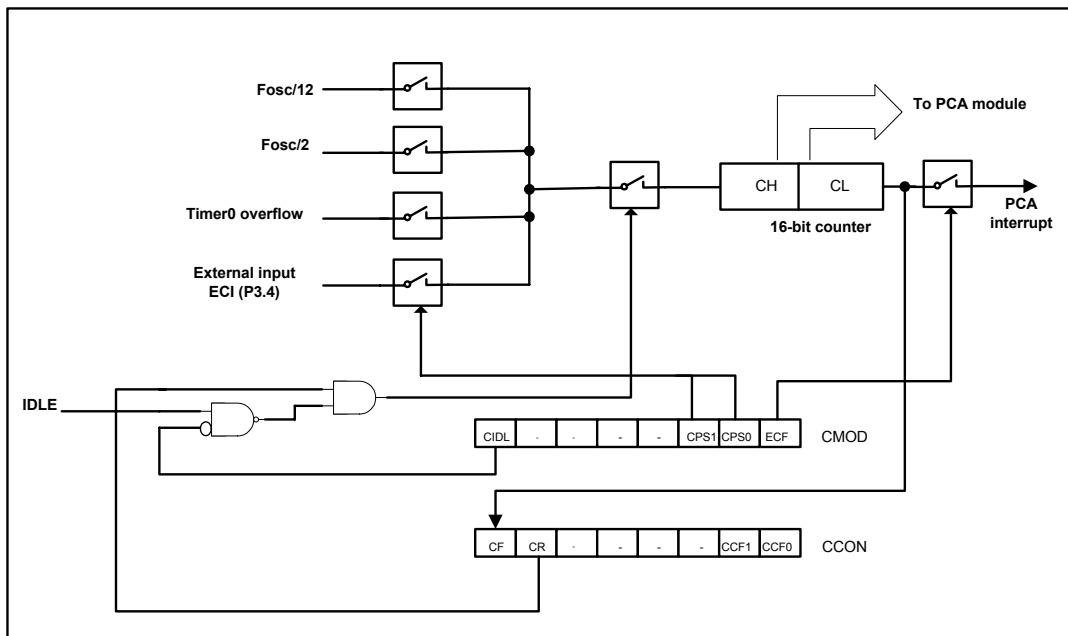 Fosc/12
Fosc/2
Timer0 overflow
External input
ECI (P3.4)
To PCA module
CH CL
16-bit counter
PCA
interrupt
IDLE
CIDL - - - - CPS1 CPS0 ECF CMOD
CF CR - - - - CCF1 CCF0 CCON